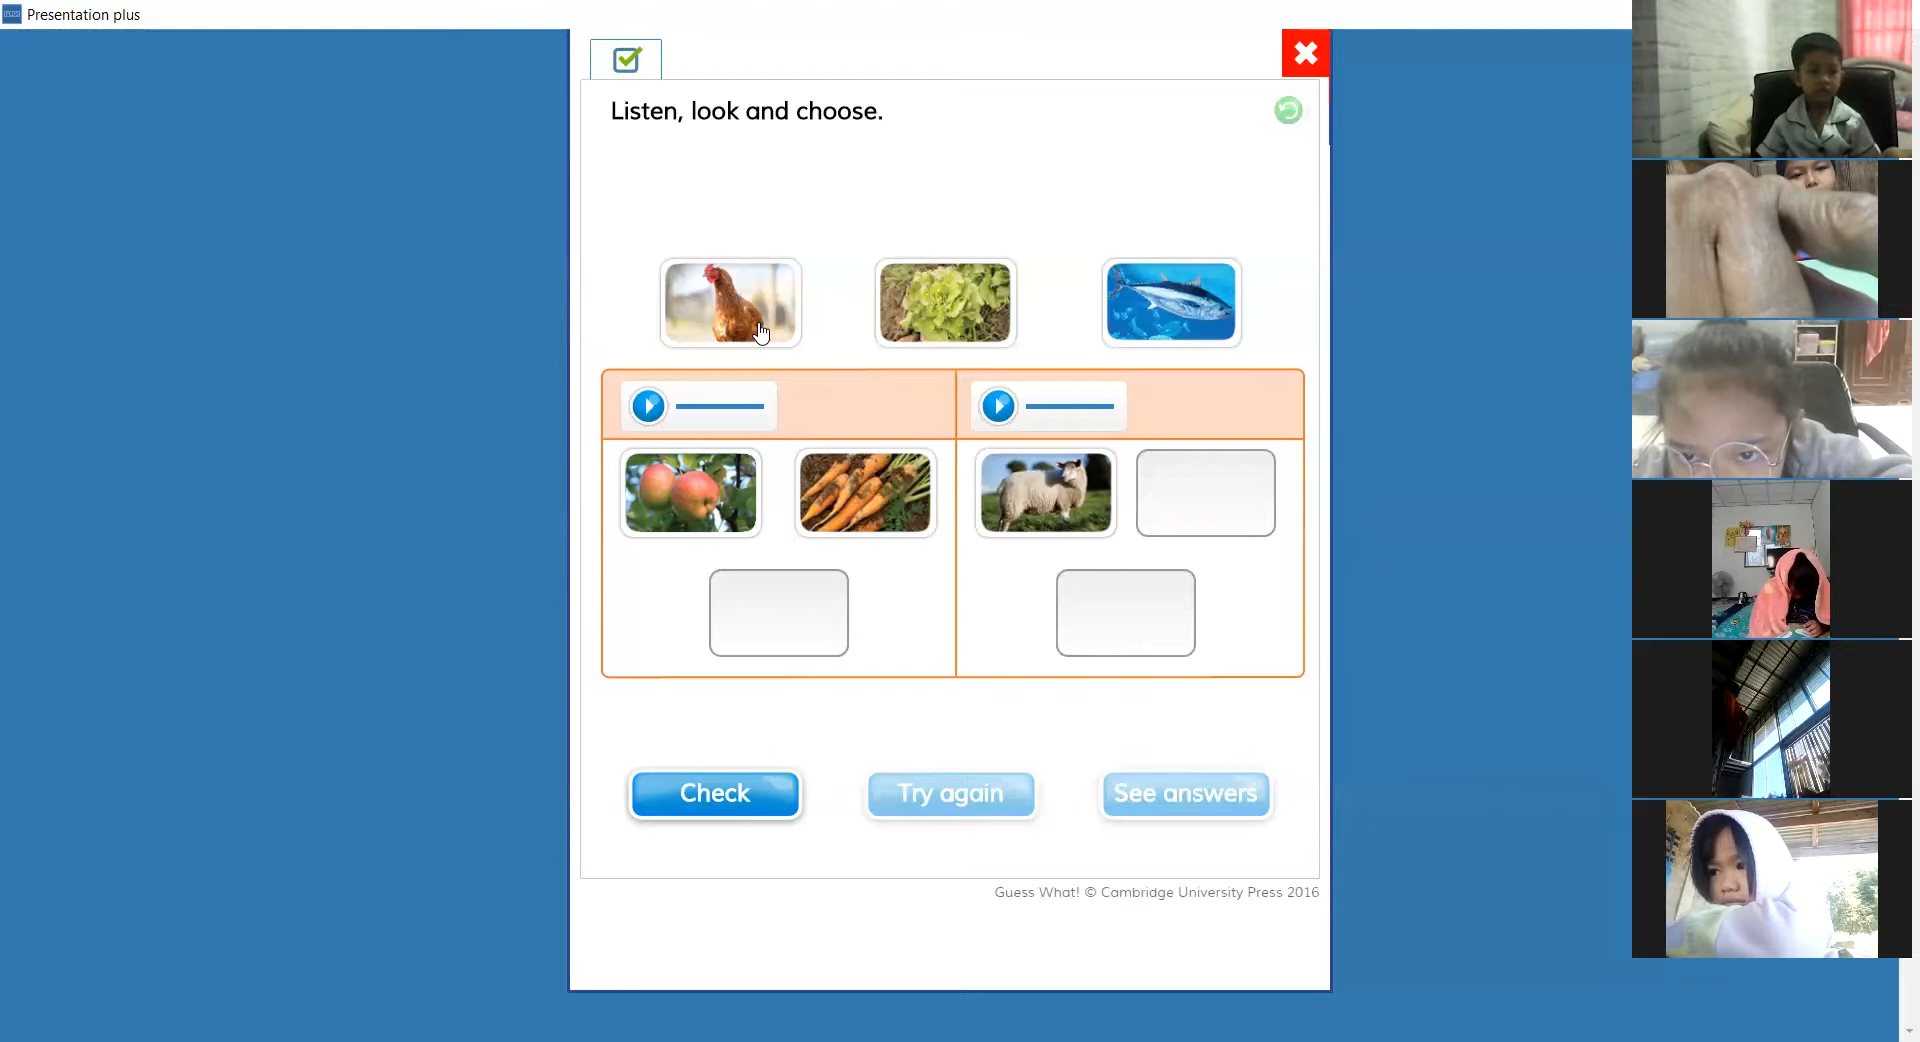 Presentation plus
Listen, look and choose.
Check
Try again
See answers
Guess What! © Cambridge University Press 2016